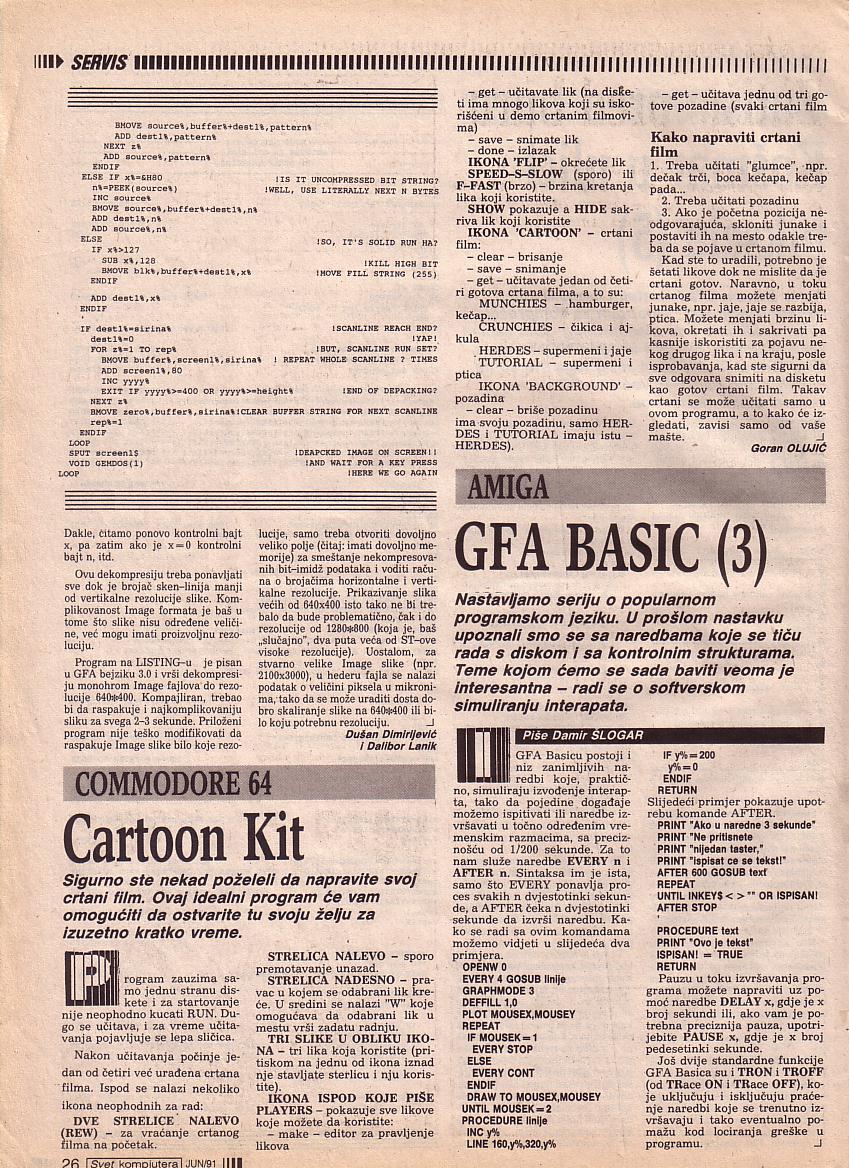 SERVIS
BMOVE source%,buffer%+dest1%,pattern%
ADD dest1%,pattern%
NEXT z%
ADD source%,pattern%
ENDIF
ELSE IF x%=&H80 !IS IT UNCOMPRESSED BIT STRING?
n%=PEEK(source%) !WELL, USE LITERALLY NEXT N BYTES
INC source%
BMOVE source%,buffer%+dest1%,n%
ADD dest1%,n%
ADD source%,n%
ELSE !SO, IT'S SOLID RUN HA?
IF x%>127
SUB x%,128 !KILL HIGH BIT
BMOVE blk%,buffer%+dest1%,x% !MOVE FILL STRING (255)
ENDIF
ADD dest1%,x%
ENDIF
'
IF dest1%=sirina% !SCANLINE REACH END?
dest1%=0 !YAP!
FOR z%=1 TO rep% !BUT, SCANLINE RUN SET?
BMOVE buffer%,screen1%,sirina% ! REPEAT WHOLE SCANLINE ? TIMES
ADD screen1%,80
INC yyyy%
EXIT IF yyyy%>=400 OR yyyy%>=height% !END OF DEPACKING?
NEXT z%
BMOVE zero%,buffer%,sirina%!CLEAR BUFFER STRING FOR NEXT SCANLINE
rep%=1
ENDIF
LOOP
SPUT screen1$ !DEAPCKED IMAGE ON SCREEN!!
VOID GEMDOS(1) !AND WAIT FOR A KEY PRESS
LOOP !HERE WE GO AGAIN
Dakle, čitamo ponovo kontrolni bajt
x, pa zatim ako je x=0 kontrolni
bajt n, itd.
Ovu dekompresiju treba ponavljati
sve dok je brojač sken-linija manji
od vertikalne rezolucije slike. Kom-
plikovanost Image formata je baš u
tome što slike nisu određene veliči-
ne, već mogu imati proizvoljnu rezo-
luciju.
Program na LISTING-u je pisan
u GFA bejziku 3.0 i vrši dekompresi-
ju monohrom Image fajlova do rezo-
lucije 640*400. Kompajliran, trebao
bi da raspakuje i najkomplikovaniju
sliku za svega 2-3 sekunde. Priloženi
program nije teško modifikovati da
raspakuje Image slike bilo koje rezo-
lucije, samo treba otvoriti dovoljno
veliko polje (čitaj: imati dovoljno me-
morije) za smeštanje nekompresova-
nih bit-imidž podataka i voditi raču-
na o brojačima horizontalne i verti-
kalne rezolucije. Prikazivanje slika
većih od 640x400 isto tako ne bi tre-
balo da bude problematično, čak i do
rezolucije od 1280*800 (koja je, baš
„slučajno”, dva puta veća od ST-ove
visoke rezolucije). Uostalom, za
stvarno velike Image slike (npr.
2100x3000), u hederu fajla se nalazi
podatak o veličini piksela u mikroni-
ma, tako da se može uraditi dosta do-
bro skaliranje slike na 640*400 ili bi-
lo koju potrebnu rezoluciju.
Dušan Dimirijević
i Dalibor Lanik
COMMODORE 64
Cartoon Kit
Sigurno ste nekad poželeli da napravite svoj
crtani film. Ovaj idealni program će vam
omogućiti da ostvarite tu svoju želju za
izuzetno kratko vreme.
Program zauzima sa-
mo jednu stranu dis-
kete i za startovanje
nije neophodno kucati RUN. Du-
go se učitava, i za vreme učita-
vanja pojavljuje se lepa sličica.
Nakon učitavanja počinje je-
dan od četiri već urađena crtana
filma. Ispod se nalazi nekoliko
ikona neophodnih za rad:
DVE STRELICE NALEVO
(REW) – za vraćanje crtanog
filma na početak.
STRELICA NALEVO – sporo
premotavanje unazad.
STRELICA NADESNO – pra-
vac u kojem se odabrani lik kre-
će. U sredini se nalazi "W" koje
omogućava da odabrani lik u
mestu vrši zadatu radnju.
TRI SLIKE U OBLIKU IKO-
NA – tri lika koja koristite (pri-
tiskom na jednu od ikona iznad
nje stavljate sterlicu i nju koris-
tite).
IKONA ISPOD KOJE PIŠE
PLAYERS – pokazuje sve likove
koje možete da koristite:
– make – editor za pravljenje
likova
– get – učitavate lik (na diske-
ti ima mnogo likova koji su isko-
rišćeni u demo crtanim filmovi-
ma)
– save – snimate lik
– done – izlazak
IKONA 'FLIP' – okrećete lik
SPEED–S–SLOW (sporo) ili
F–FAST (brzo) – brzina kretanja
lika koji koristite.
SHOW pokazuje a HIDE sak-
riva lik koji koristite
IKONA 'CARTOON' – crtani
film:
– clear – brisanje
– save – snimanje
– get – učitavate jedan od četi-
ri gotova crtana filma, a to su:
MUNCHIES – hamburger,
kečap...
CRUNCHIES – čikica i aj-
kula
HERDES – supermeni i jaje
TUTORIAL – supermeni i
ptica
IKONA 'BACKGROUND' –
pozadina
– clear – briše pozadinu
ima svoju pozadinu, samo HER-
DES i TUTORIAL imaju istu –
HERDES).
– get – učitava jednu od tri go-
tove pozadine (svaki crtani film
Kako napraviti crtani
film
1. Treba učitati "glumce", npr.
dečak trči, boca kečapa, kečap
pada...
2. Treba učitati pozadinu
3. Ako je početna pozicija ne-
odgovarajuća, skloniti junake i
postaviti ih na mesto odakle tre-
ba da se pojave u crtanom filmu.
Kad ste to uradili, potrebno je
šetati likove dok ne mislite da je
crtani gotov. Naravno, u toku
crtanog filma možete menjati
junake, npr. jaje, jaje se razbija,
ptica. Možete menjati brzinu li-
kova, okretati ih i sakrivati pa
kasnije iskoristiti za pojavu ne-
kog drugog lika i na kraju, posle
isprobavanja, kad ste sigurni da
sve odgovara snimiti na disketu
kao gotov crtani film. Takav
crtani se može učitati samo u
ovom programu, a to kako će iz-
gledati, zavisi samo od vaše
mašte.
Goran OLUJIĆ
AMIGA
GFA BASIC (3)
Nastavljamo seriju o popularnom
programskom jeziku. U prošlom nastavku
upoznali smo se sa naredbama koje se tiču
rada s diskom i sa kontrolnim strukturama.
Teme kojom ćemo se sada baviti veoma je
interesantna – radi se o softverskom
simuliranju interapata.
Piše Damir ŠLOGAR
U GFA Basicu postoji i
niz zanimljivih na-
redbi koje, praktič-
no, simuliraju izvođenje interap-
ta, tako da pojedine događaje
možemo ispitivati ili naredbe iz-
vršavati u točno određenim vre-
menskim razmacima, sa preciz-
nošću od 1/200 sekunde. Za to
nam služe naredbe EVERY n i
AFTER n. Sintaksa im je ista,
samo što EVERY ponavlja pro-
ces svakih n dvjestotinki sekun-
de, a AFTER čeka n dvjestotinki
sekunde da izvrši naredbu. Ka-
ko se radi sa ovim komandama
možemo vidjeti u slijedeća dva
primjera.
OPENW 0
EVERY 4 GOSUB linije
GRAPHMODE 3
DEFFILL 1,0
PLOT MOUSEX,MOUSEY
REPEAT
IF MOUSEK=1
EVERY STOP
ELSE
EVERY CONT
ENDIF
DRAW TO MOUSEX,MOUSEY
UNTIL MOUSEK=2
PROCEDURE linije
INC y%
LINE 160,y%,320,y%
IF y%=200
y%=0
ENDIF
RETURN
Slijedeći primjer pokazuje upot-
rebu komande AFTER.
PRINT "Ako u naredne 3 sekunde"
PRINT "Ne pritisnete
PRINT "nijedan taster,"
PRINT "ispisat ce se tekst!"
AFTER 600 GOSUB text
REPEAT
UNTIL INKEY$< >"" OR ISPISAN!
AFTER STOP
'
PROCEDURE text
PRINT "Ovo je tekst"
ISPISAN! = TRUE
RETURN
Pauzu u toku izvršavanja pro-
grama možete napraviti uz po-
moć naredbe DELAY x, gdje je x
broj sekundi ili, ako vam je po-
trebna preciznija pauza, upotri-
jebite PAUSE x, gdje je x broj
pedesetinki sekunde.
Još dvije standardne funkcije
GFA Basica su i TRON i TROFF
(od TRace ON i TRace OFF), ko-
je uključuju i isključuju praće-
nje naredbi koje se trenutno iz-
vršavaju i tako eventualno po-
mažu kod lociranja greške u
programu.
26 Svet kompjutera JUN/91